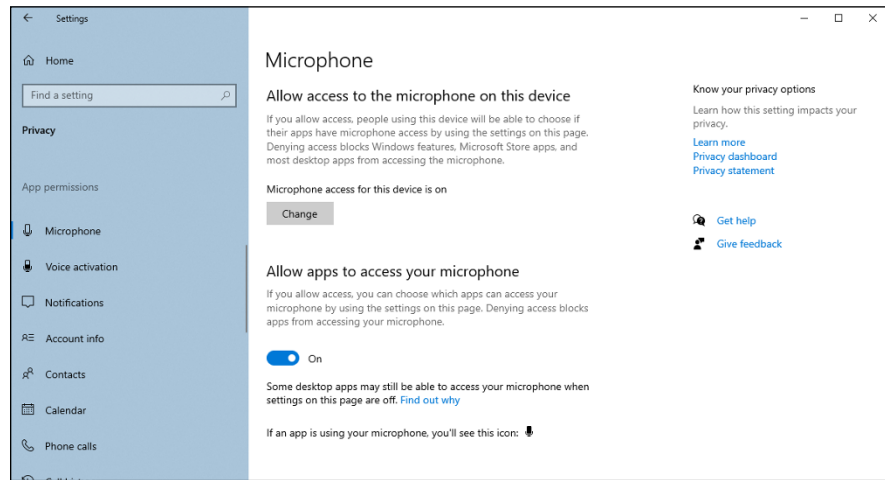 Settings
Home
Find a setting
Privacy
App permissions
Microphone
Voice activation
Notifications
Account info
Contacts
Calendar
Phone calls
Microphone
Allow access to the microphone on this device
If you allow access, people using this device will be able to choose if
their apps have microphone access by using the settings on this page.
Denying access blocks Windows features, Microsoft Store apps, and
most desktop apps from accessing the microphone.
Microphone access for this device is on
Change
Allow apps to access your microphone
If you allow access, you can choose which apps can access your
microphone by using the settings on this page. Denying access blocks
apps from accessing your microphone.
On
Some desktop apps may still be able to access your microphone when
settings on this page are off. Find out why
If an app is using your microphone, you'll see this icon:
Know your privacy options
Learn how this setting impacts your
privacy.
Learn more
Privacy dashboard
Privacy statement
Get help
Give feedback